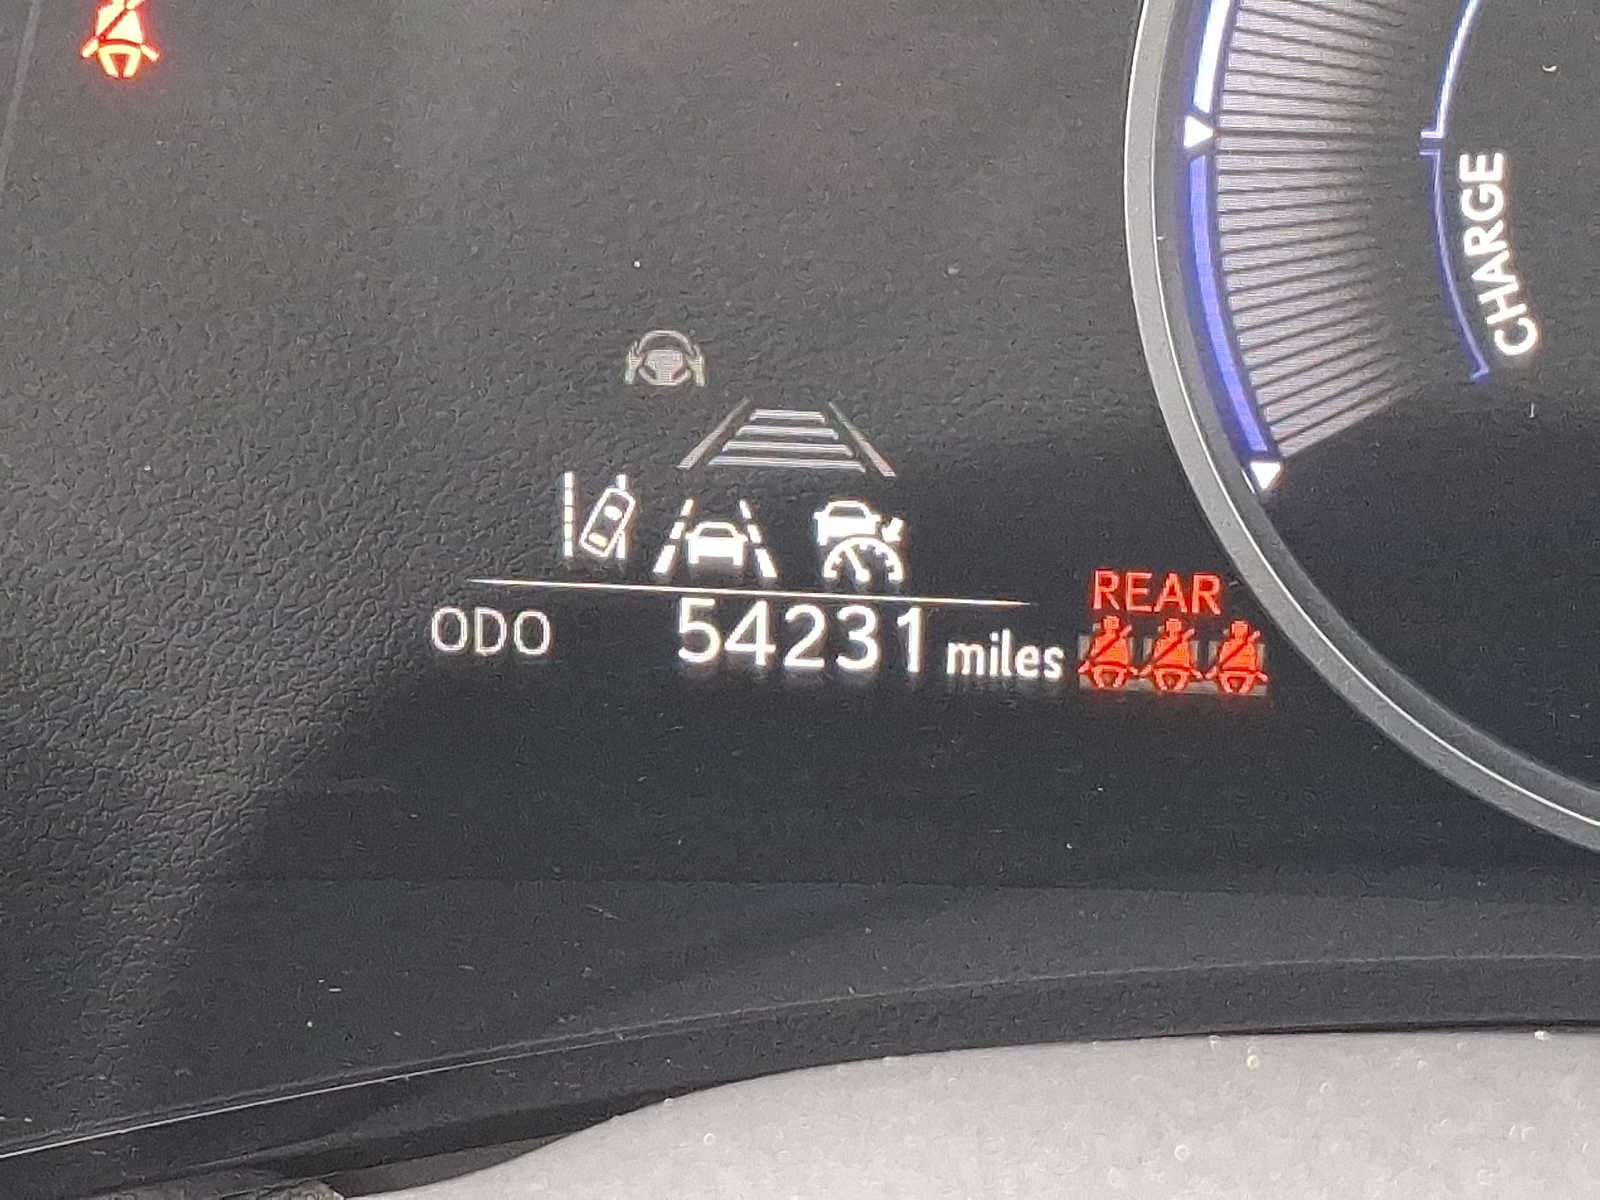 CHARGE
REAR
ODO 54231 miles